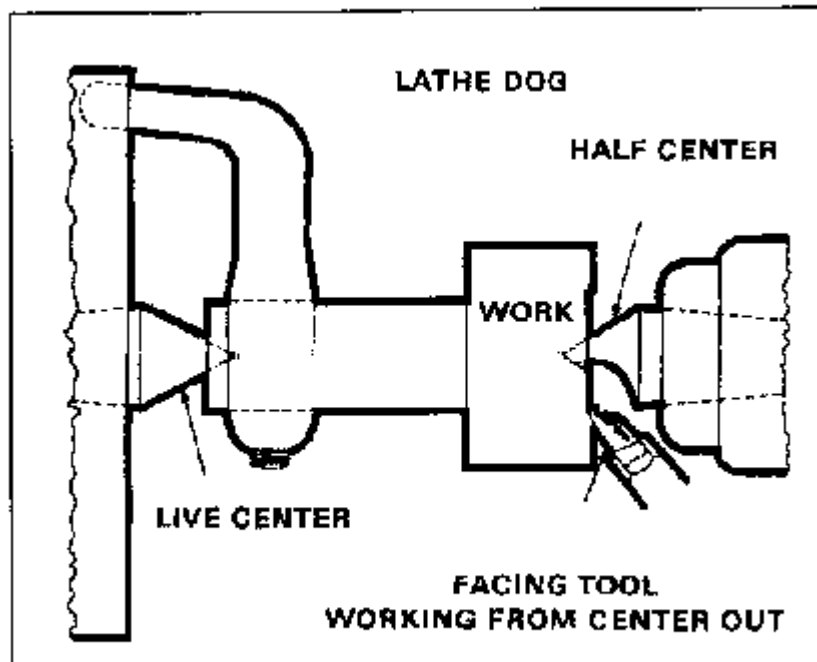 LATHE DOG
HALF CENTER
WORK
LIVE CENTER
FACING TOOL
WORKING FROM CENTER OUT